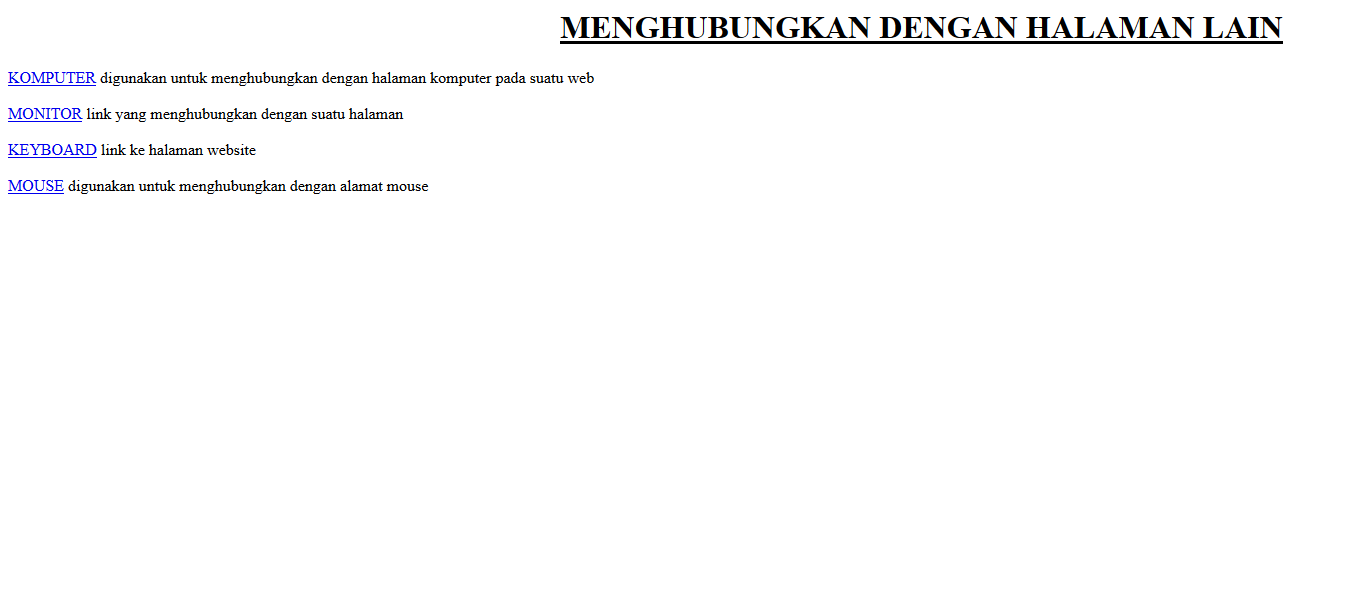 MENGHUBUNGKAN DENGAN HALAMAN LAIN
KOMPUTER digunakan untuk menghubungkan dengan halaman komputer pada suatu web
MONITOR link yang menghubungkan dengan suatu halaman
KEYBOARD link ke halaman website
MOUSE digunakan untuk menghubungkan dengan alamat mouse